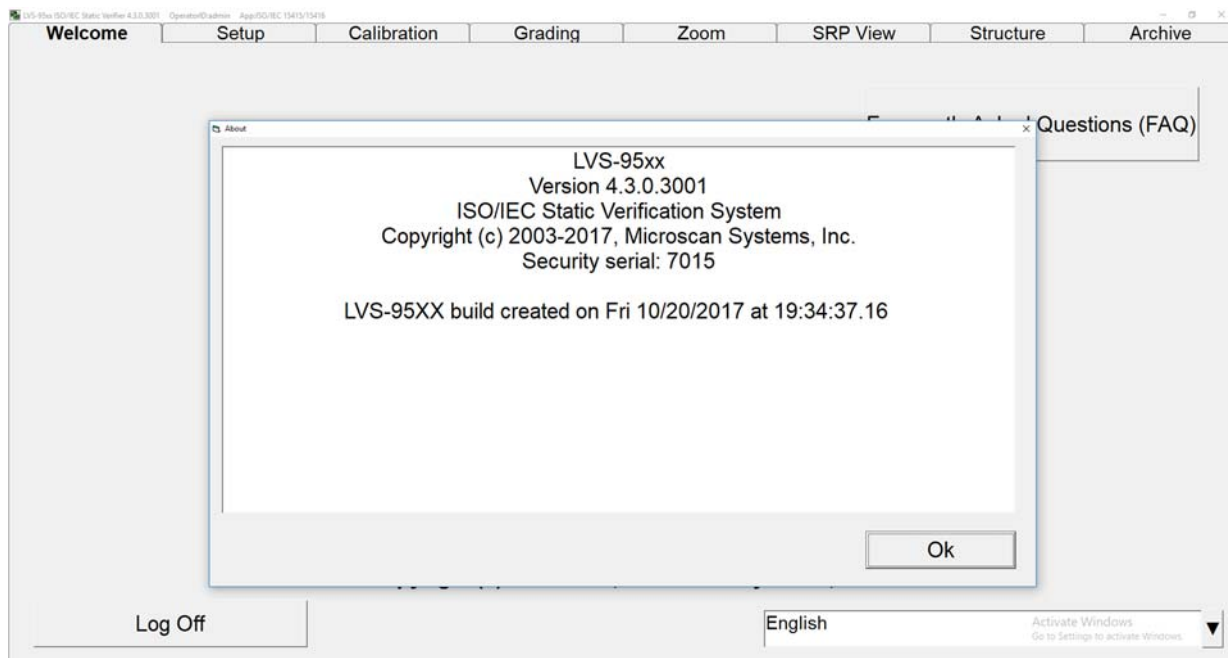 LVS-95xx ISO/IEC Static Verifier 4.3.0.3001 OperatorID:admin App:ISO/IEC 15415/15416
Welcome Setup Calibration Grading Zoom SRP View Structure Archive
Questions (FAQ)
About
LVS-95xx
Version 4.3.0.3001
ISO/IEC Static Verification System
Copyright (c) 2003-2017, Microscan Systems, Inc.
Security serial: 7015
LVS-95XX build created on Fri 10/20/2017 at 19:34:37.16
Ok
Log Off
English
Activate Windows
Go to Settings to activate Windows.